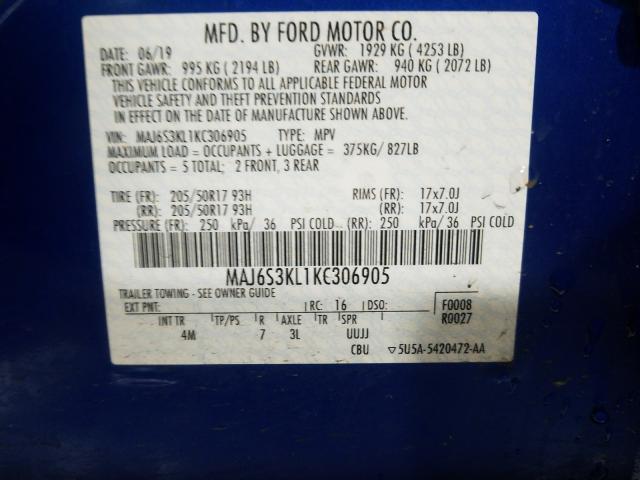 MFD. BY FORD MOTOR CO.
DATE: 06/19 GVWR: 1929 KG ( 4253 LB)
FRONT GAWR: 995 KG ( 2194 LB) REAR GAWR: 940 KG ( 2072 LB)
THIS VEHICLE CONFORMS TO ALL APPLICABLE FEDERAL MOTOR
VEHICLE SAFETY AND THEFT PREVENTION STANDARDS
IN EFFECT ON THE DATE OF MANUFACTURE SHOWN ABOVE.
VIN: MAJ6S3KL1KC306905 TYPE: MPV
MAXIMUM LOAD = OCCUPANTS + LUGGAGE = 375KG/ 827LB
OCCUPANTS = 5 TOTAL; 2 FRONT, 3 REAR
TIRE (FR): 205/50R17 93H RIMS (FR): 17x7.0J
(RR): 205/50R17 93H (RR): 17x7.0J
PRESSURE (FR): 250 kPa/ 36 PSI COLD (RR): 250 kPa/ 36 PSI COLD
MAJ6S3KL1KC306905
TRAILER TOWING - SEE OWNER GUIDE
EXT PNT: RC: 16 DSO: F0008
R0027
INT TR TP/PS R AXLE TR SPR
4M 7 3L UUJJ
CBU ▽5U5A-5420472-AA